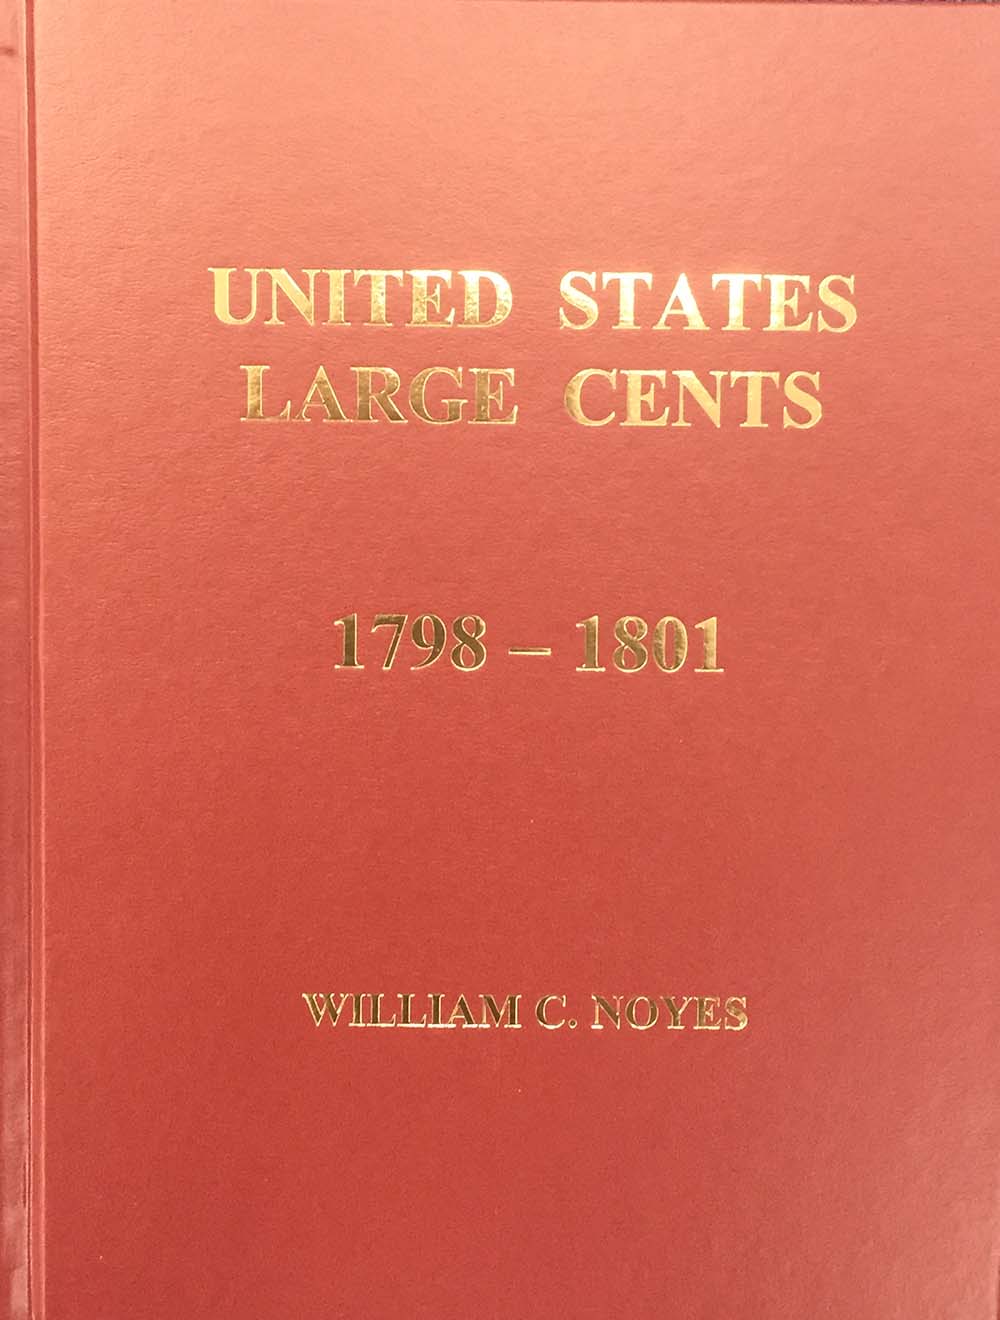 UNITED STATES
LARGE CENTS
1798 – 1801
WILLIAM C. NOYES